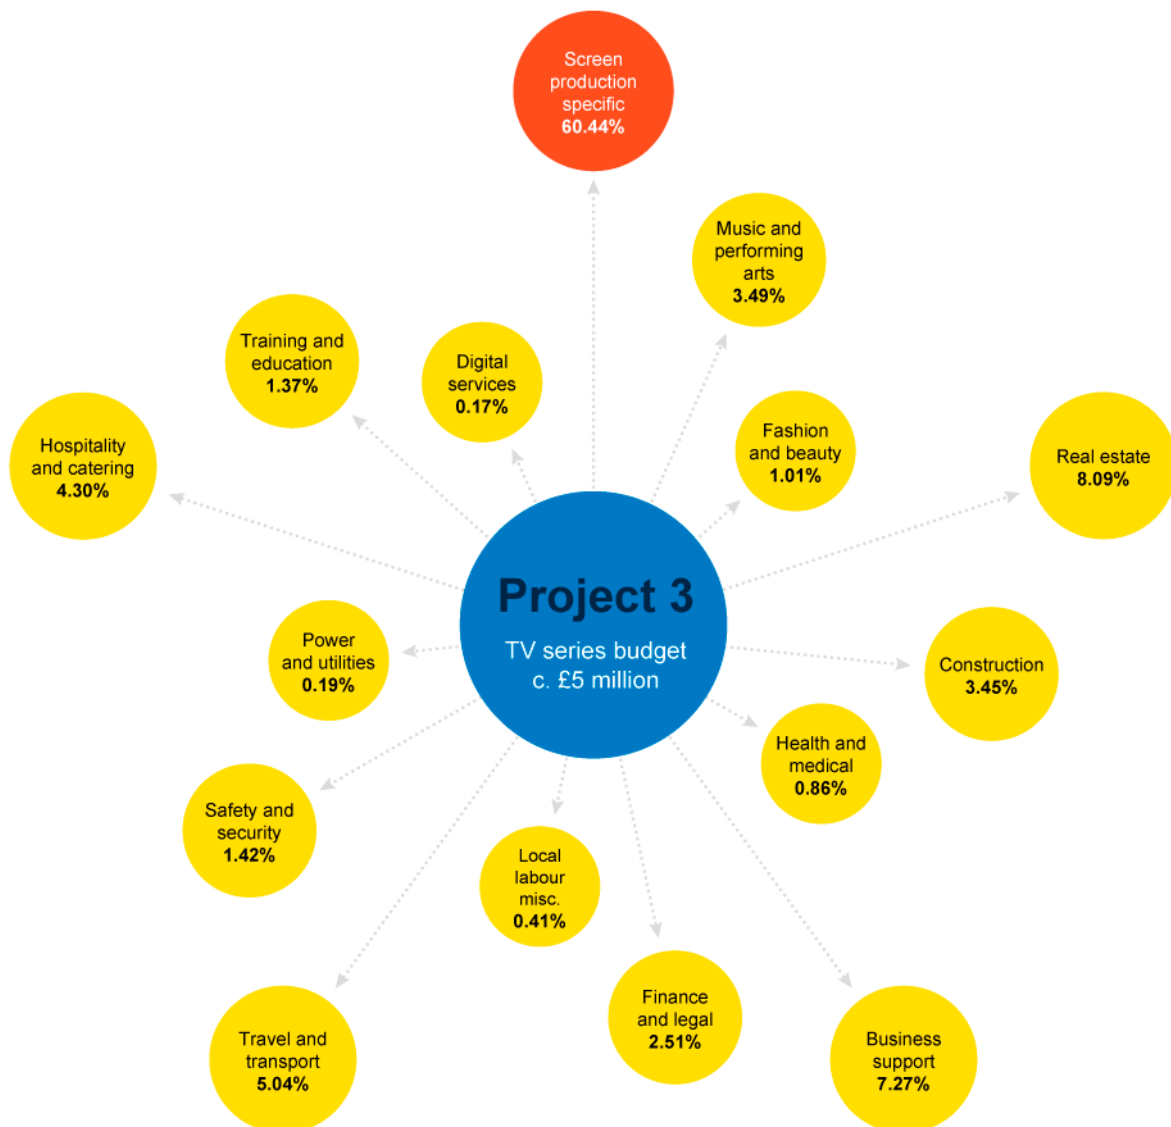 Screen
production
specific
60.44%
Music and
performing
arts
3.49%
Training and
education
1.37%
Digital
services
0.17%
Fashion
and beauty
1.01%
Hospitality
and catering
4.30%
Real estate
8.09%
Project 3
TV series budget
c. £5 million
Power
and utilities
0.19%
Construction
3.45%
Health and
medical
0.86%
Safety and
security
1.42%
Local
labour
misc.
0.41%
Finance
and legal
2.51%
Travel and
transport
5.04%
Business
support
7.27%